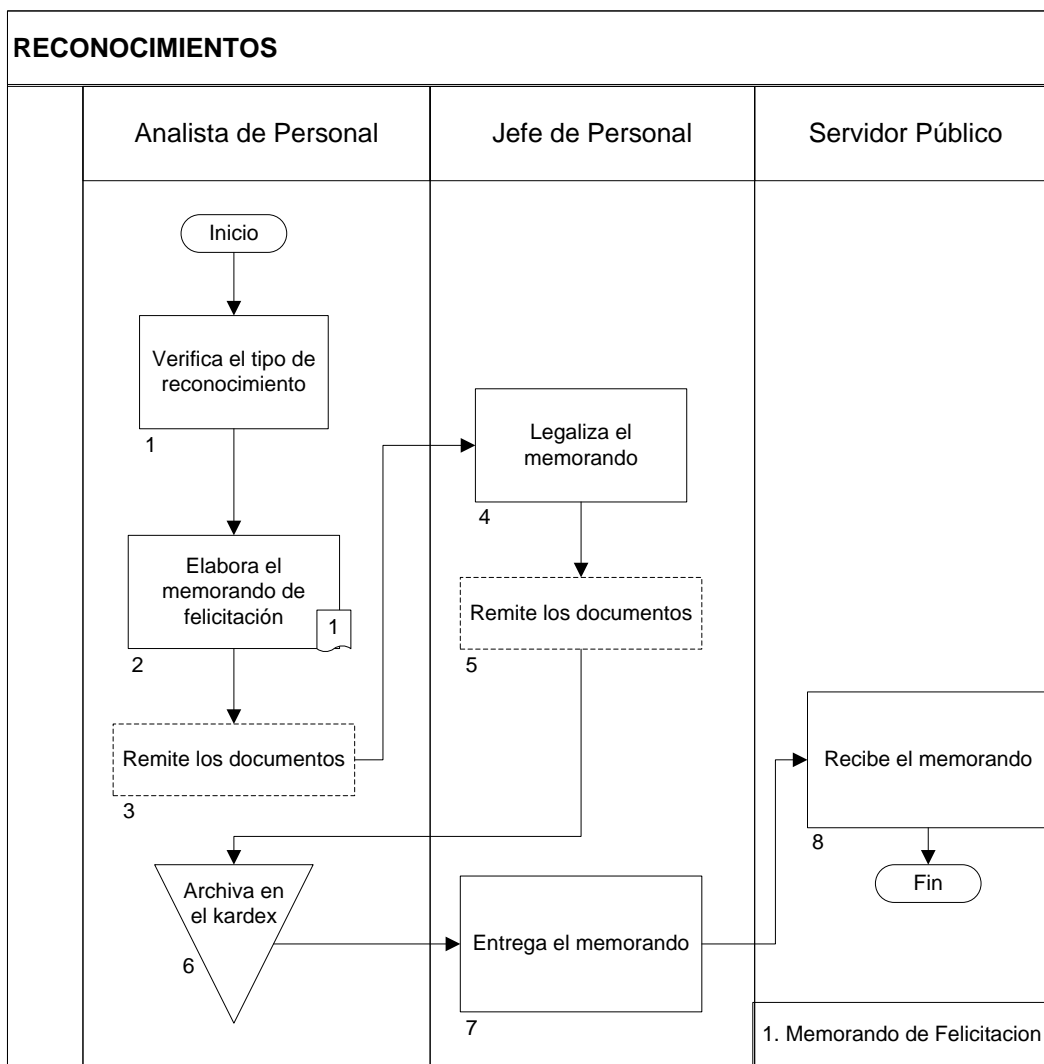 RECONOCIMIENTOS
Analista de Personal
Jefe de Personal
Servidor Público
Inicio
Verifica el tipo de
reconocimiento
1
Elabora el
memorando de
felicitación
1
2
Remite los documentos
3
Legaliza el
memorando
4
Remite los documentos
5
Archiva en
el kardex
6
Entrega el memorando
7
Recibe el memorando
8
Fin
1. Memorando de Felicitacion